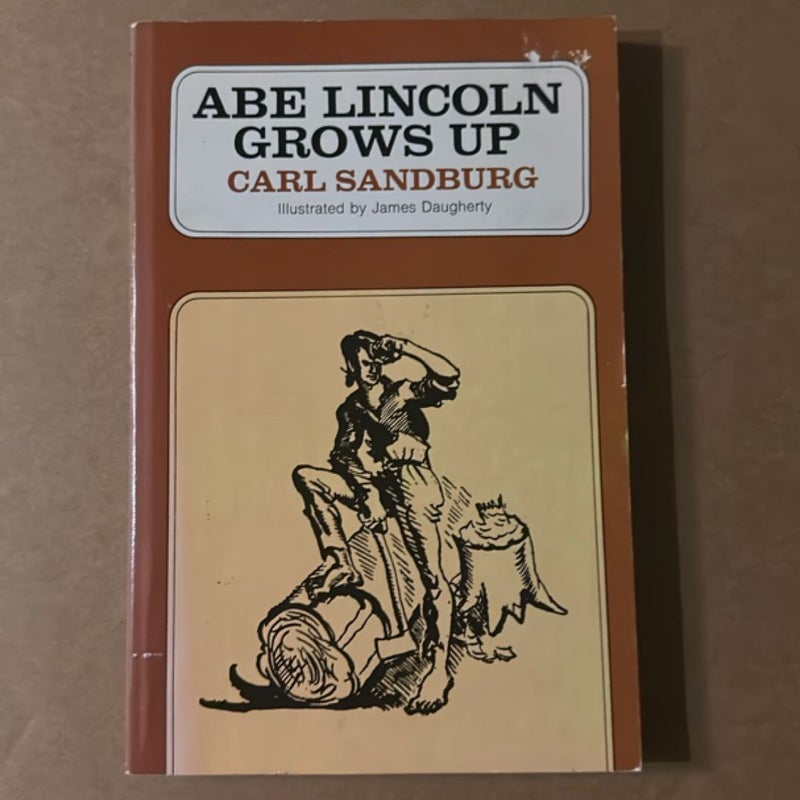 ABE LINCOLN
GROWS UP
CARL SANDBURG
Illustrated by James Daugherty